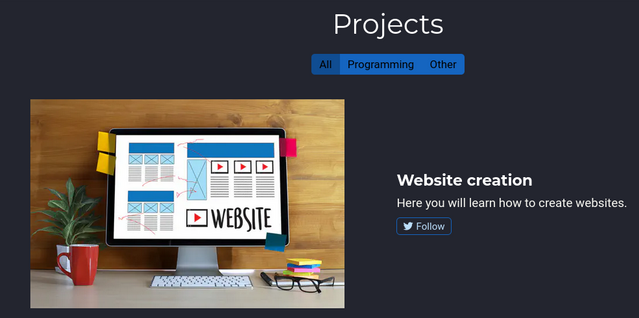 Projects
All Programming Other
WEBSITE
Website creation
Here you will learn how to create websites.
Follow